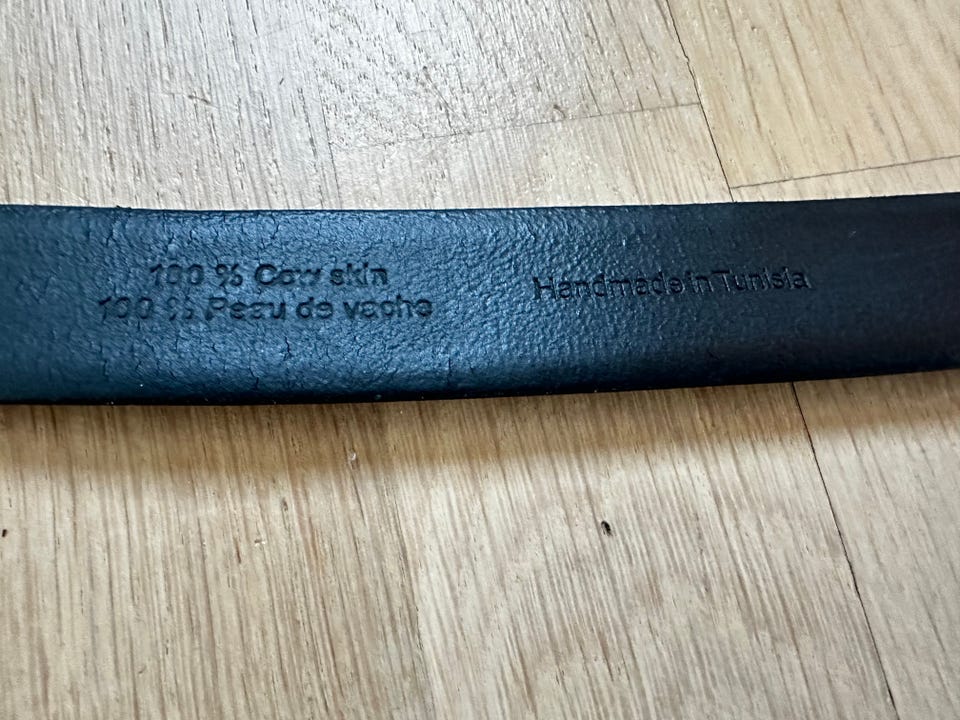 100 % Cow skin
100 % Peau de vache
Handmade in Tunisia